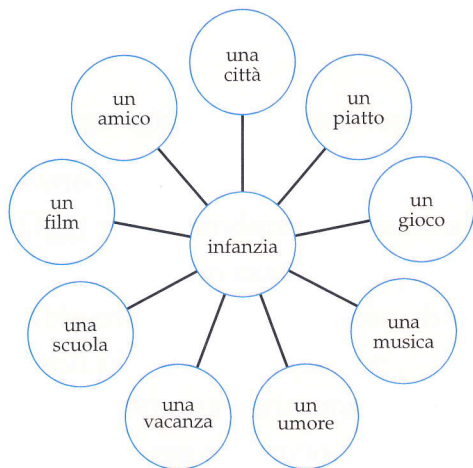 una
città
un
piatto
un
gioco
una
musica
un
umore
una
vacanza
una
scuola
un
film
un
amico
infanzia